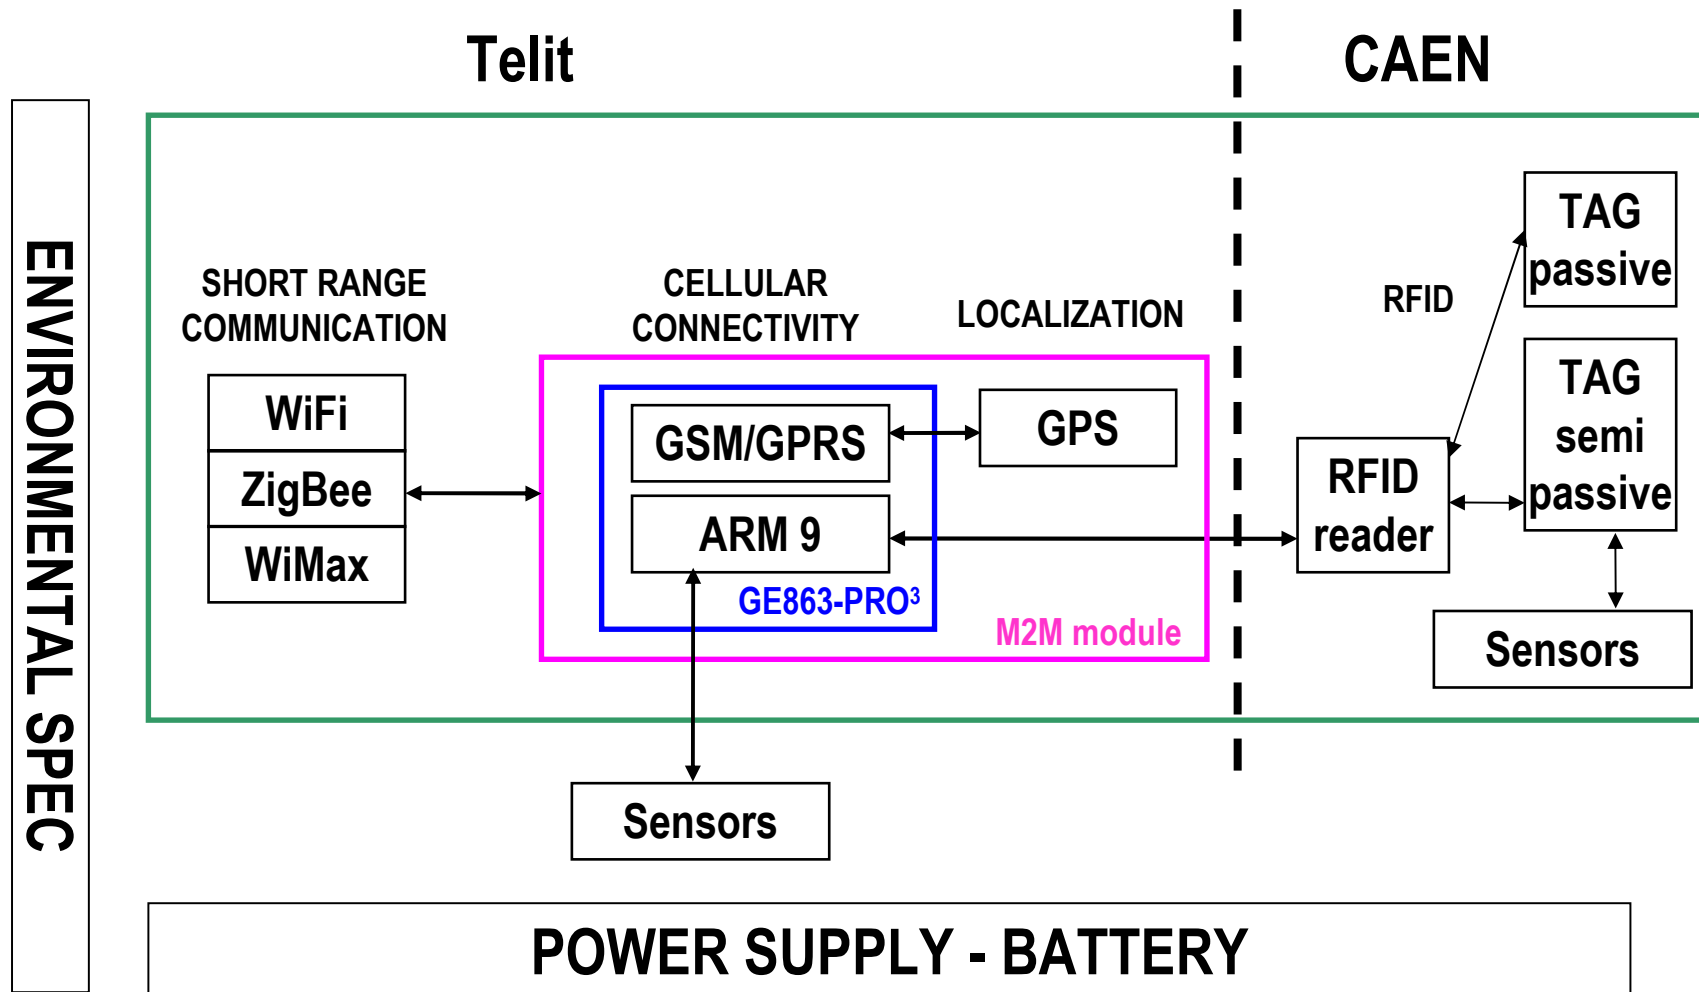 Telit
CAEN
ENVIRONMENTAL SPEC
SHORT RANGE
COMMUNICATION
WiFi
ZigBee
WiMax
CELLULAR
CONNECTIVITY
LOCALIZATION
GSM/GPRS
GPS
ARM 9
GE863-PRO³
M2M module
Sensors
RFID
TAG
passive
TAG
semi
passive
RFID
reader
Sensors
POWER SUPPLY - BATTERY